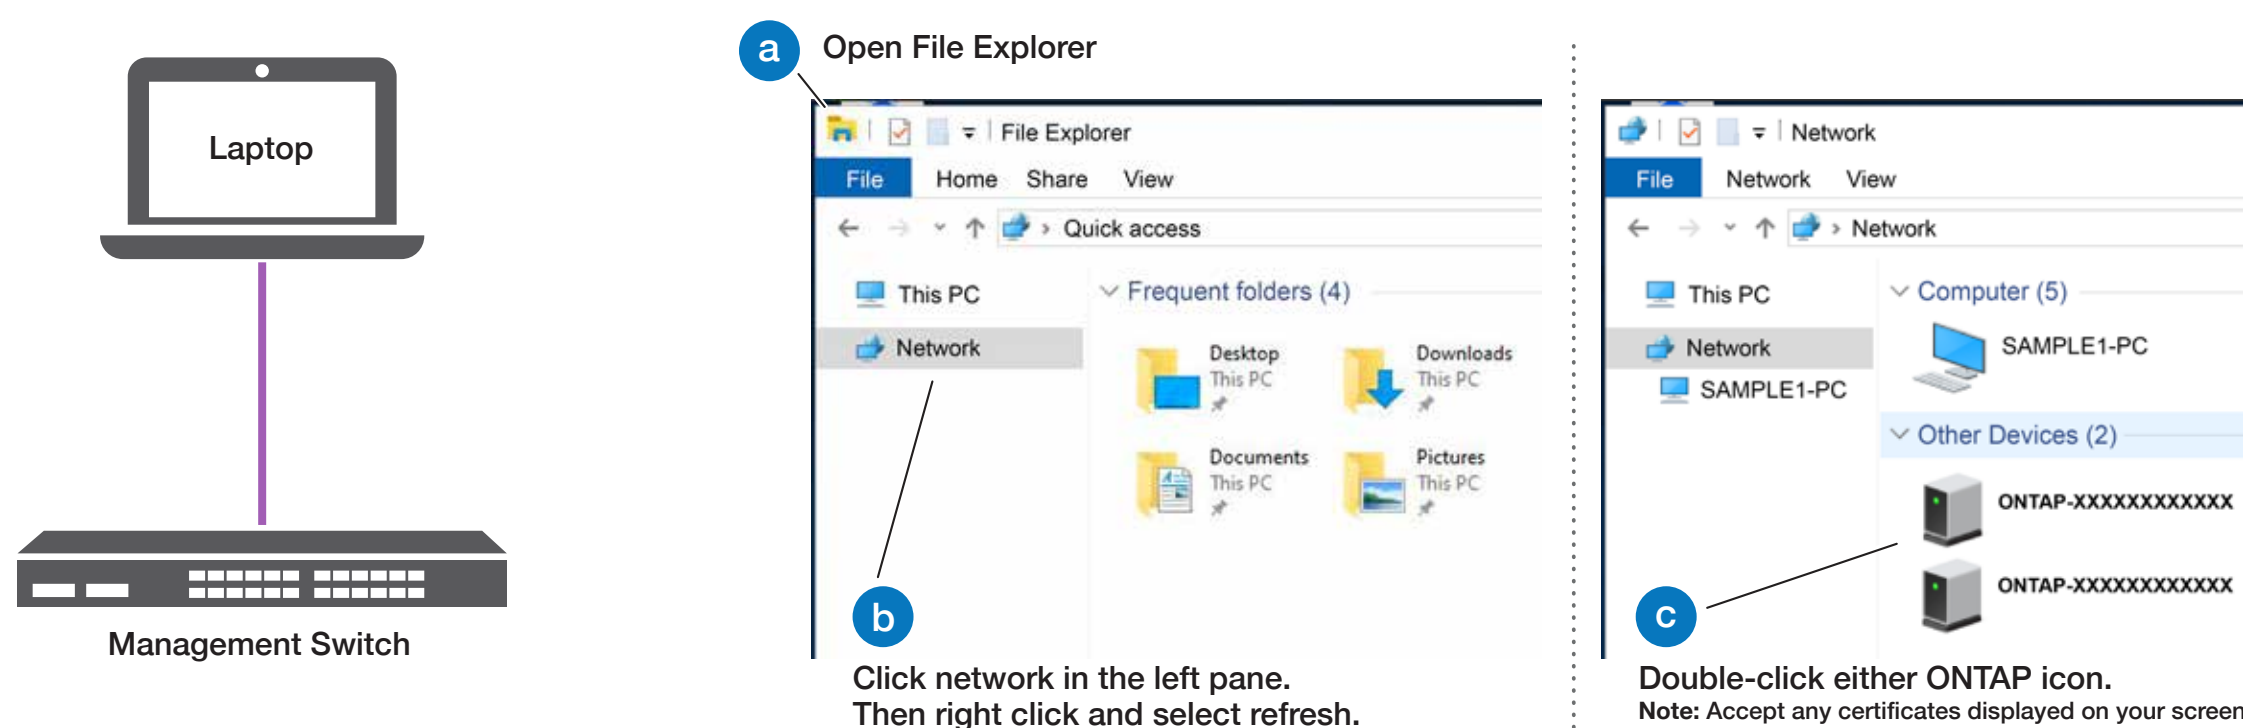 Laptop
Management Switch
a
Open File Explorer
File Explorer
File Home Share View
Quick access
This PC
Network
Frequent folders (4)
Desktop
This PC
Downloads
This PC
Documents
This PC
Pictures
This PC
b
Click network in the left pane.
Then right click and select refresh.
Network
File Network View
Network
This PC
Network
SAMPLE1-PC
Computer (5)
SAMPLE1-PC
Other Devices (2)
ONTAP-XXXXXXXXXXXX
ONTAP-XXXXXXXXXXXX
c
Double-click either ONTAP icon.
Note: Accept any certificates displayed on your screen